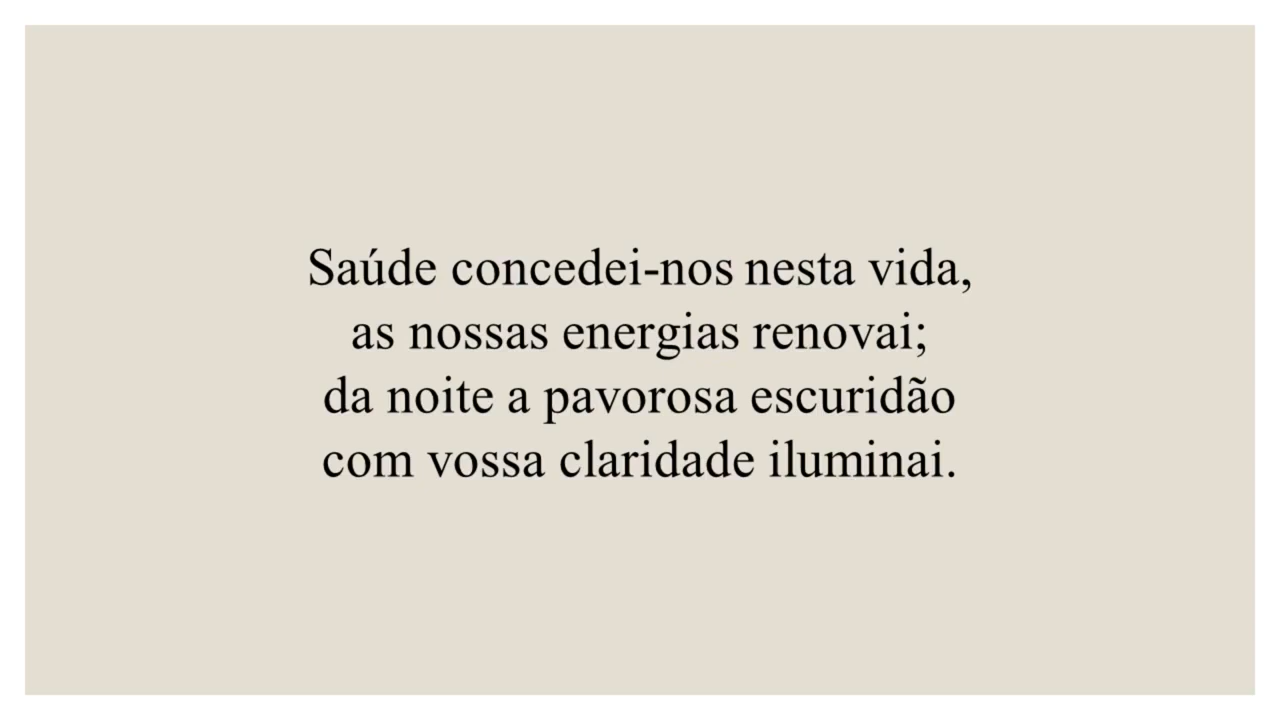 Saúde concedei-nos nesta vida,
as nossas energias renovai;
da noite a pavorosa escuridão
com vossa claridade iluminai.